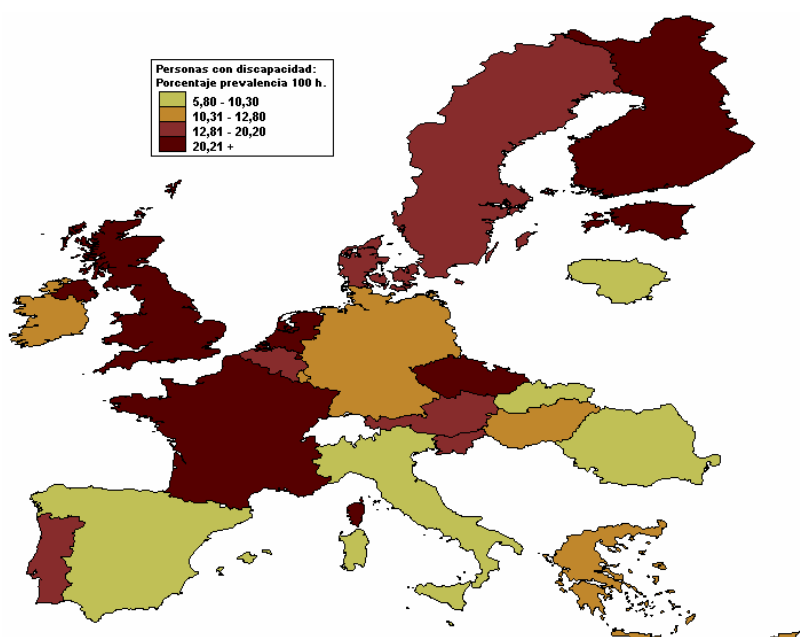 Personas con discapacidad:
Porcentaje prevalencia 100 h.
5,80 - 10,30
10,31 - 12,80
12,81 - 20,20
20,21 +